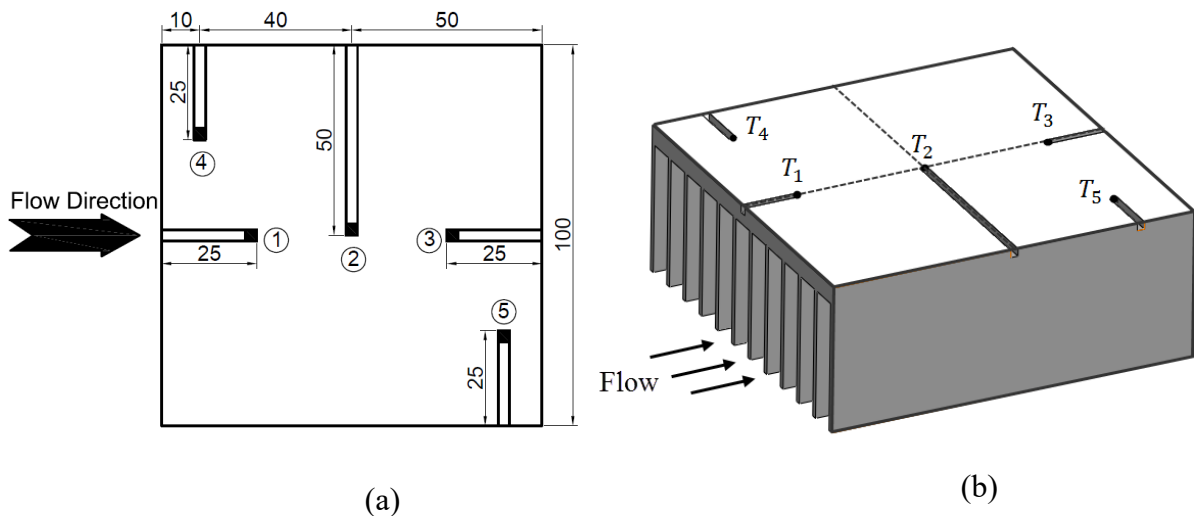 10 40 50
25
50
④
Flow Direction
① ② ③
25 25
100
⑤
25
(a)
T₄
T₃
T₂
T₁
T₅
Flow
(b)